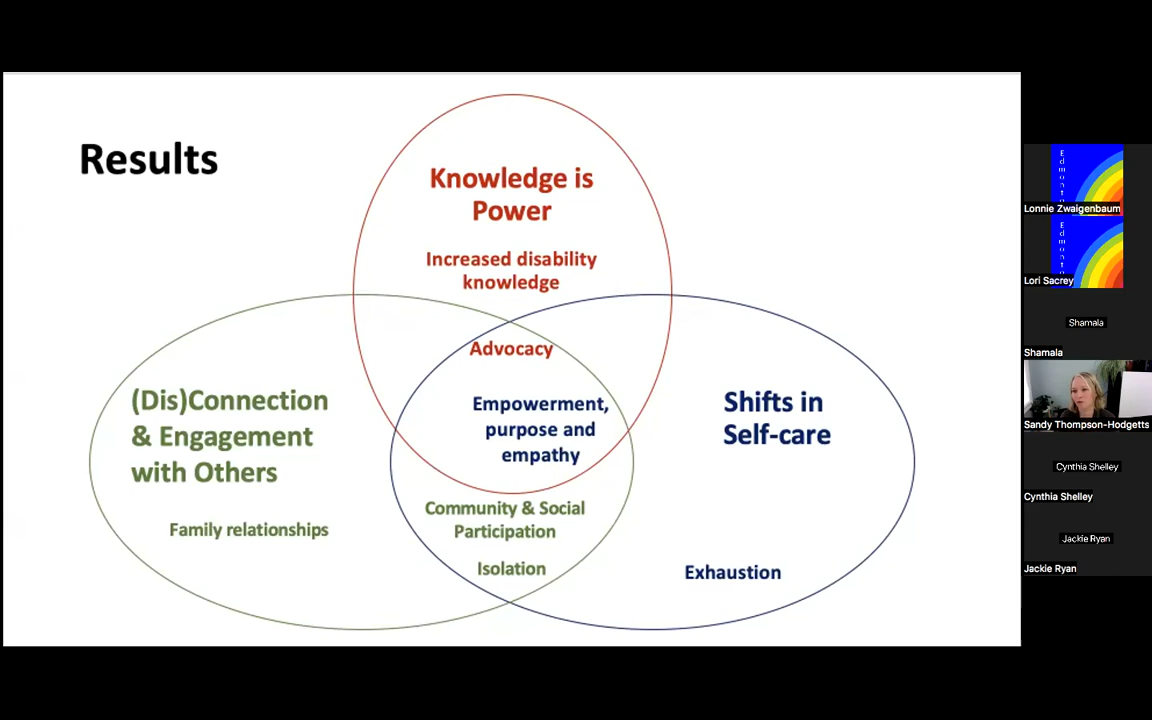 Results
Knowledge is
Power
Increased disability
knowledge
Advocacy
(Dis)Connection
& Engagement
with Others
Empowerment,
purpose and
empathy
Shifts in
Self-care
Community & Social
Participation
Family relationships
Isolation
Exhaustion
Edmonto
Lonnie Zwaigenbaum
Edmonto
Lori Sacrey
Shamala
Shamala
Sandy Thompson-Hodgetts
Cynthia Shelley
Cynthia Shelley
Jackie Ryan
Jackie Ryan